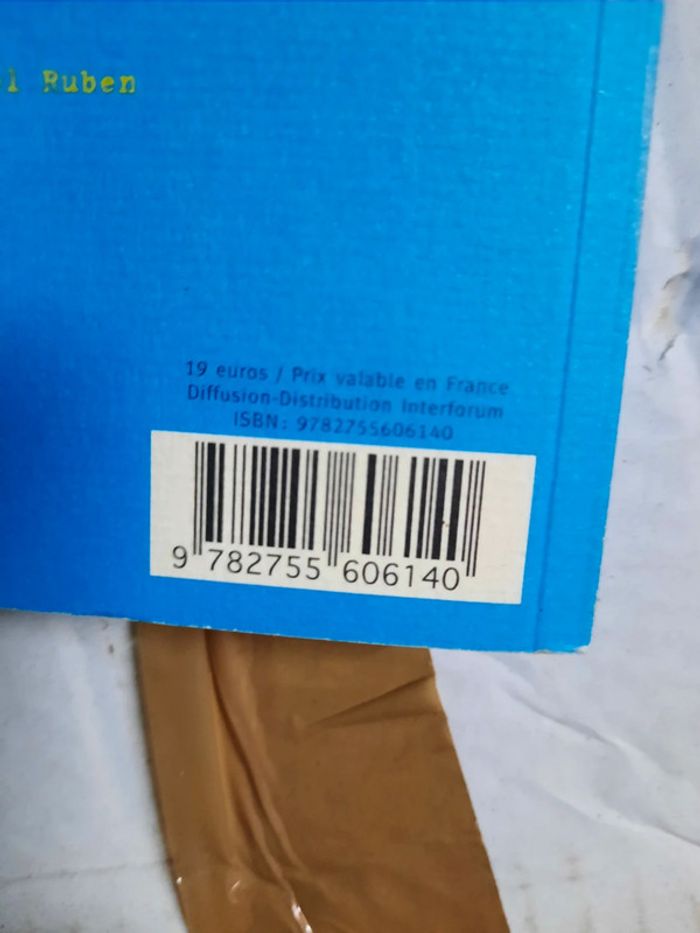 l Ruben
19 euros / Prix valable en France
Diffusion-Distribution Interforum
ISBN: 9782755606140
9 782755 606140